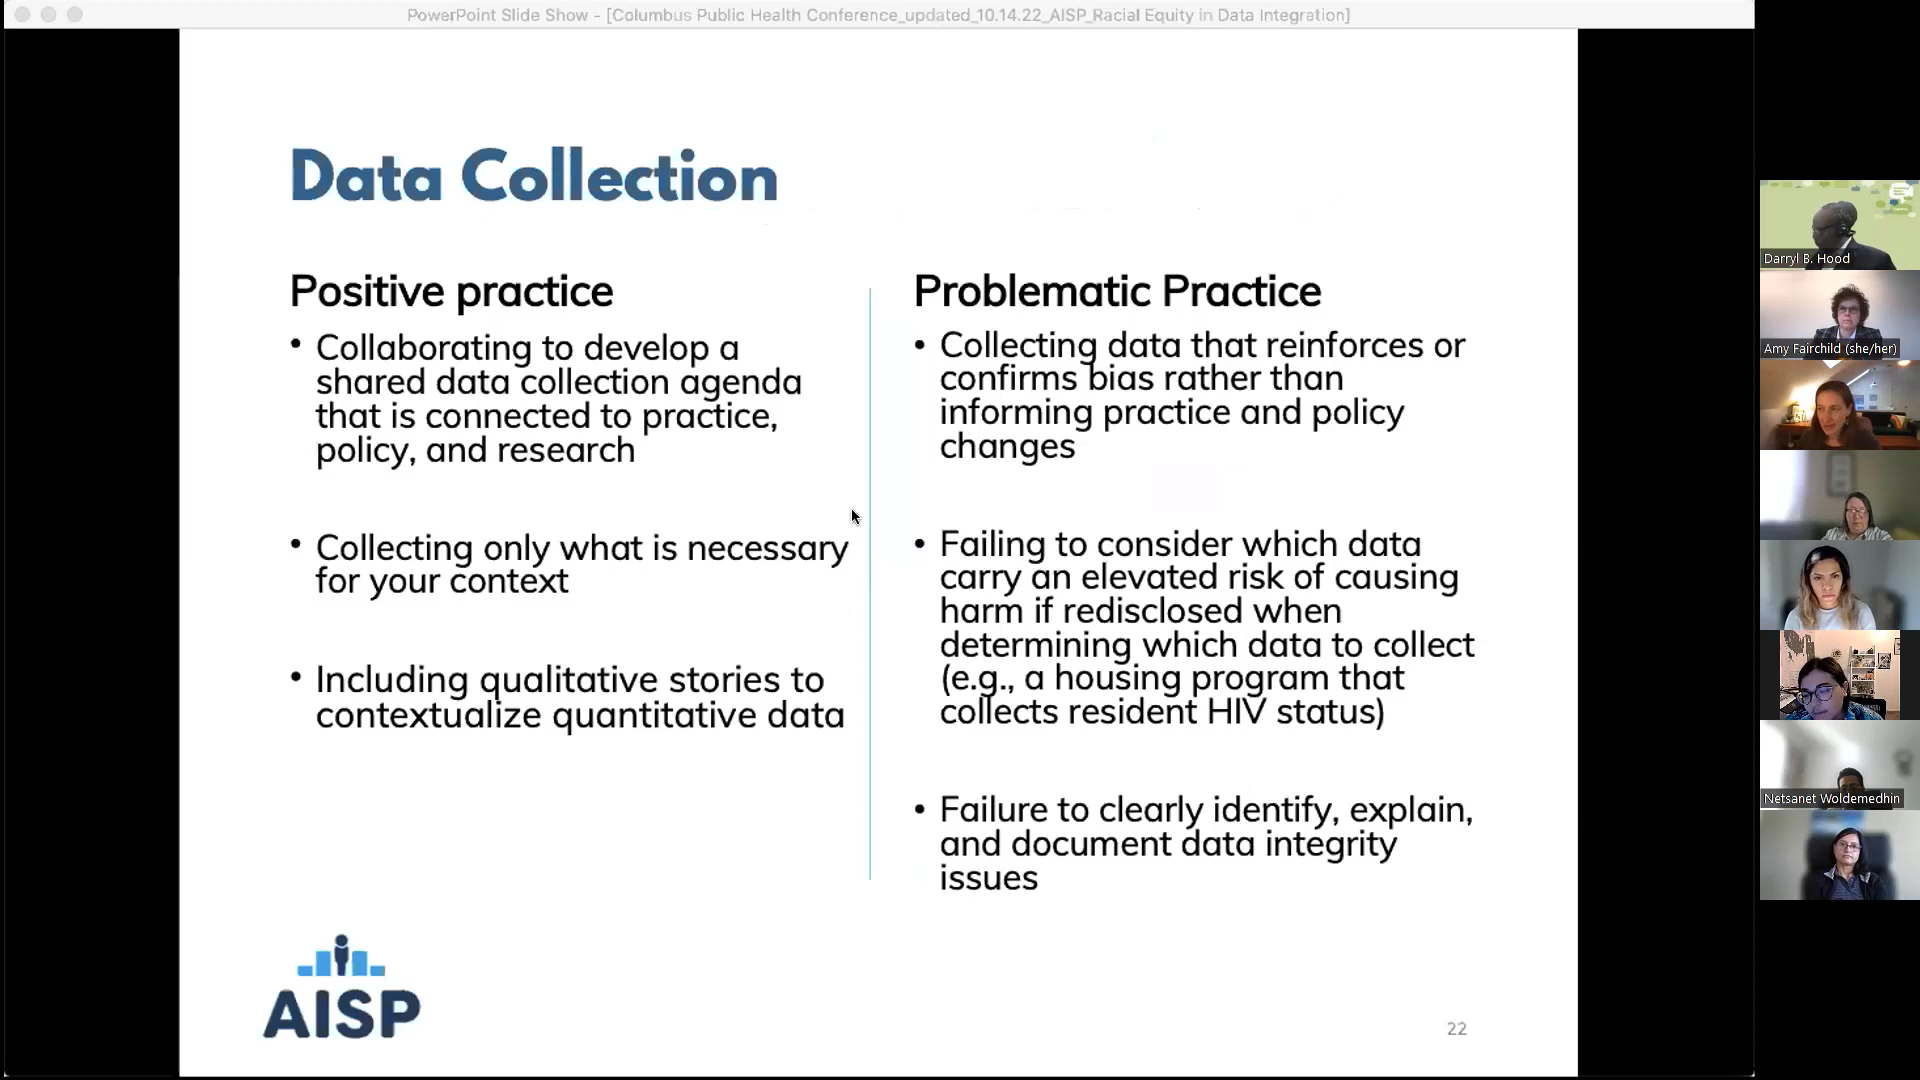 PowerPoint Slide Show - [Columbus Public Health Conference_updated_10.14.22_AISP_Racial Equity in Data Integration]
Data Collection
Positive practice
• Collaborating to develop a
shared data collection agenda
that is connected to practice,
policy, and research
• Collecting only what is necessary
for your context
• Including qualitative stories to
contextualize quantitative data
Problematic Practice
• Collecting data that reinforces or
confirms bias rather than
informing practice and policy
changes
• Failing to consider which data
carry an elevated risk of causing
harm if redisclosed when
determining which data to collect
(e.g., a housing program that
collects resident HIV status)
• Failure to clearly identify, explain,
and document data integrity
issues
AISP
22
Darryl B. Hood
Amy Fairchild (she/her)
Netsanet Woldemedhin